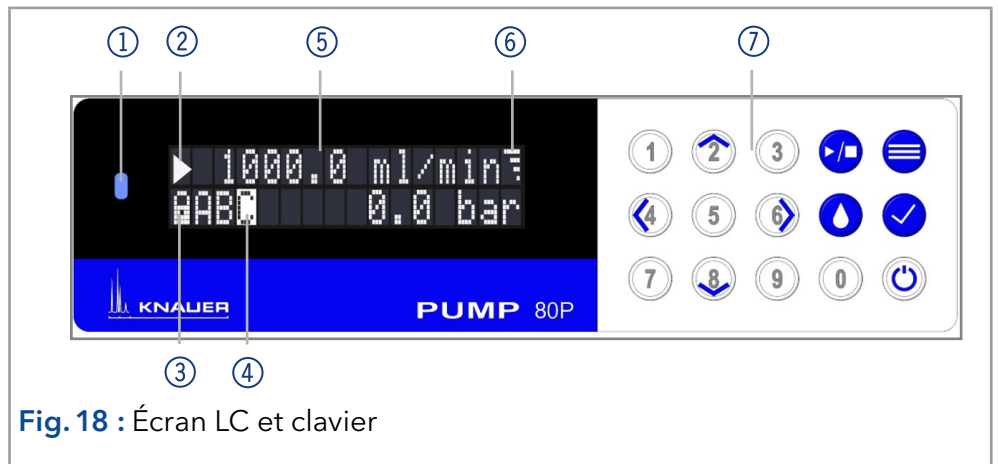 ① ② ⑤ ⑥ ⑦
1000.0 ml/min
ABC 0.0 bar
KNAUER
PUMP 80P
1 2 3
4 5 6
7 8 9 0
③ ④
Fig. 18 : Écran LC et clavier